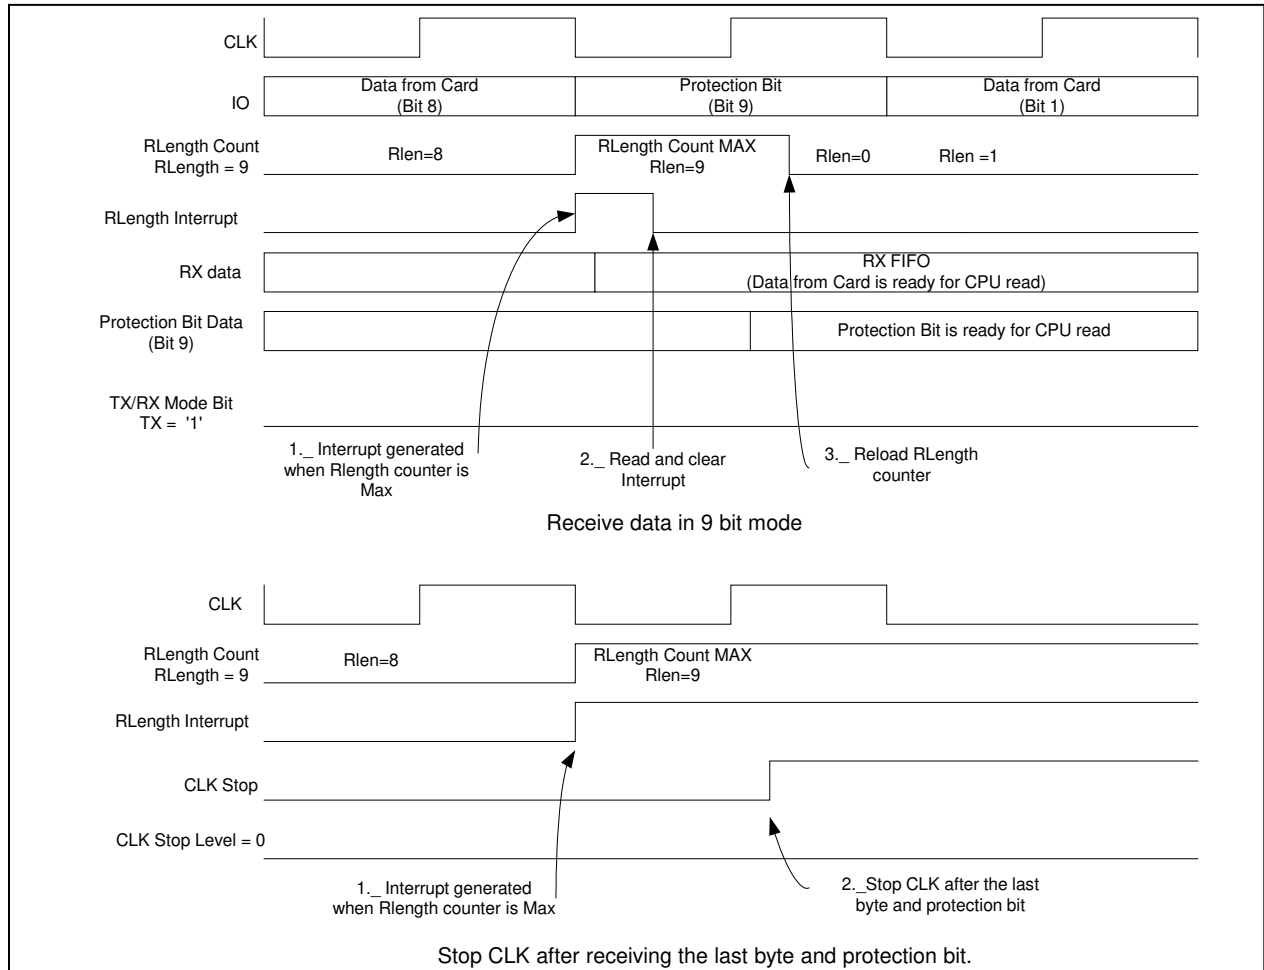 CLK
IO
Data from Card
(Bit 8)
Protection Bit
(Bit 9)
Data from Card
(Bit 1)
RLength Count
RLength = 9
Rlen=8
RLength Count MAX
Rlen=9
Rlen=0
Rlen =1
RLength Interrupt
RX data
RX FIFO
(Data from Card is ready for CPU read)
Protection Bit Data
(Bit 9)
Protection Bit is ready for CPU read
TX/RX Mode Bit
TX = '1'
1._ Interrupt generated
when Rlength counter is
Max
2._ Read and clear
Interrupt
3._ Reload RLength
counter
Receive data in 9 bit mode
CLK
RLength Count
RLength = 9
Rlen=8
RLength Count MAX
Rlen=9
RLength Interrupt
CLK Stop
CLK Stop Level = 0
1._ Interrupt generated
when Rlength counter is Max
2._Stop CLK after the last
byte and protection bit
Stop CLK after receiving the last byte and protection bit.